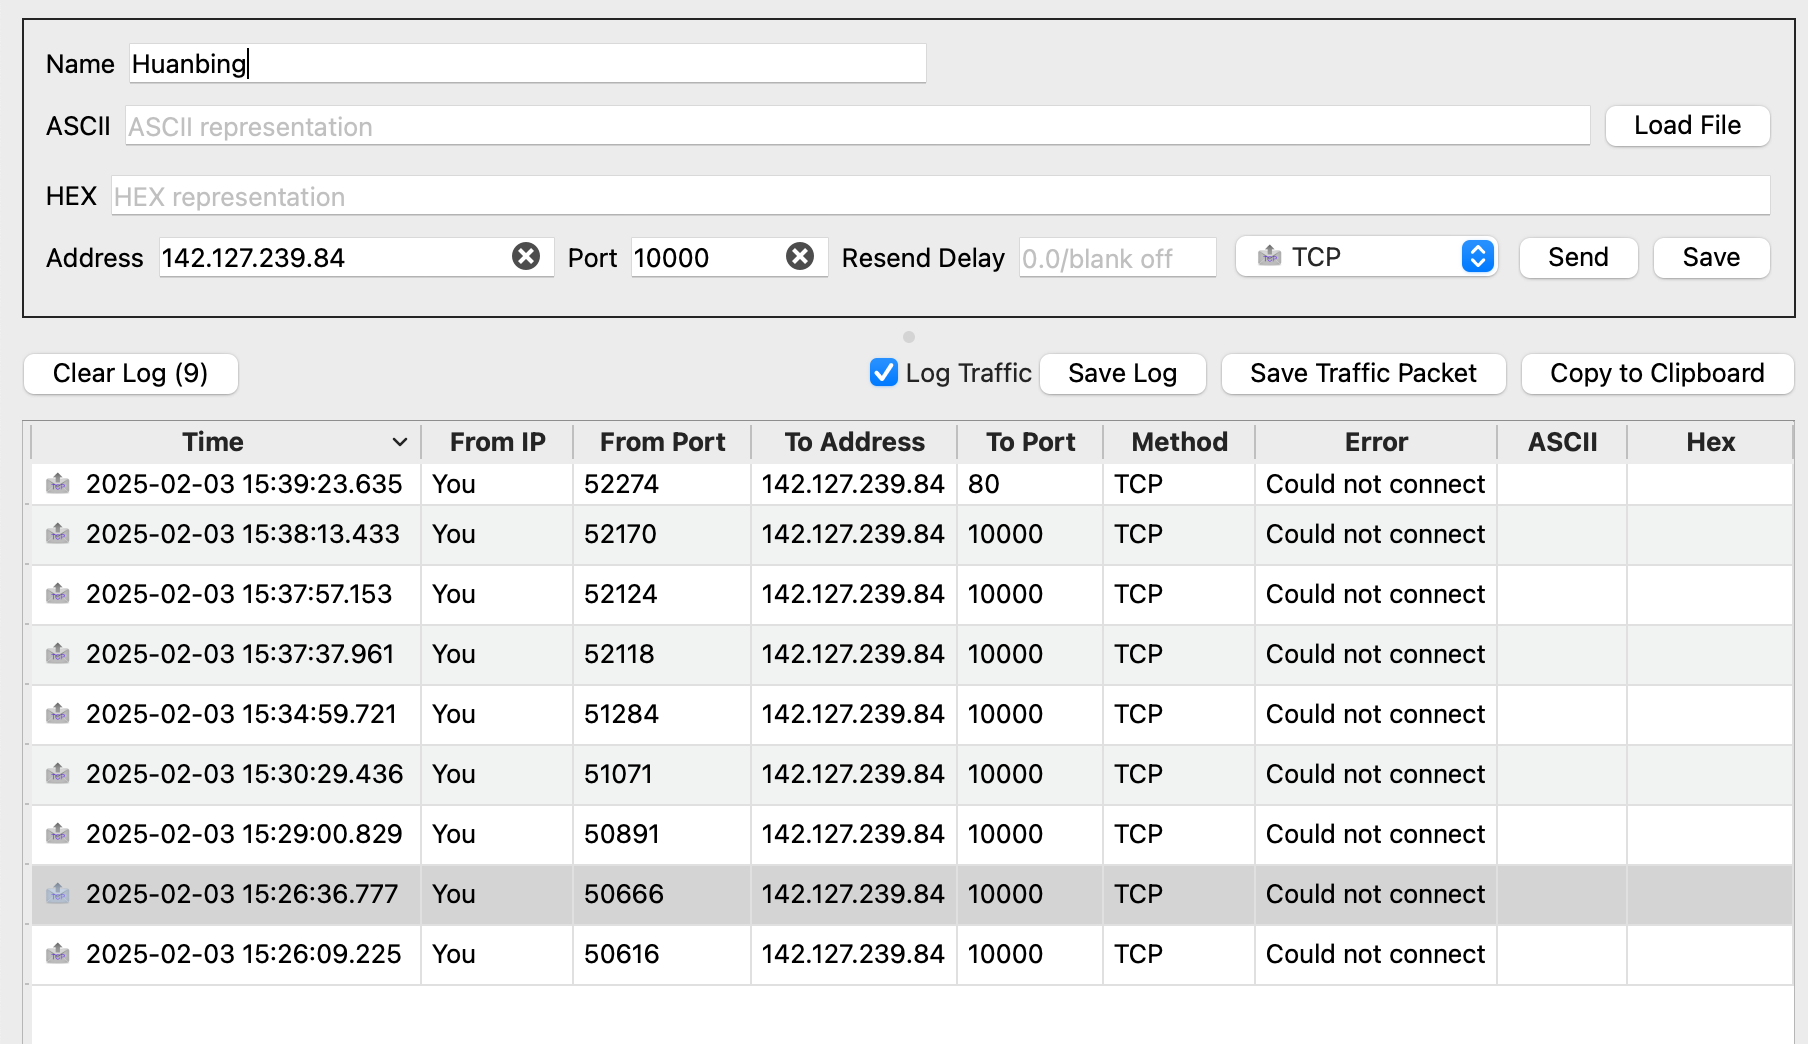 Name Huanbing
ASCII ASCII representation Load File
HEX HEX representation
Address 142.127.239.84 Port 10000 Resend Delay 0.0/blank off TCP Send Save
Clear Log (9) Log Traffic Save Log Save Traffic Packet Copy to Clipboard
Time From IP From Port To Address To Port Method Error ASCII Hex
2025-02-03 15:39:23.635 You 52274 142.127.239.84 80 TCP Could not connect
2025-02-03 15:38:13.433 You 52170 142.127.239.84 10000 TCP Could not connect
2025-02-03 15:37:57.153 You 52124 142.127.239.84 10000 TCP Could not connect
2025-02-03 15:37:37.961 You 52118 142.127.239.84 10000 TCP Could not connect
2025-02-03 15:34:59.721 You 51284 142.127.239.84 10000 TCP Could not connect
2025-02-03 15:30:29.436 You 51071 142.127.239.84 10000 TCP Could not connect
2025-02-03 15:29:00.829 You 50891 142.127.239.84 10000 TCP Could not connect
2025-02-03 15:26:36.777 You 50666 142.127.239.84 10000 TCP Could not connect
2025-02-03 15:26:09.225 You 50616 142.127.239.84 10000 TCP Could not connect